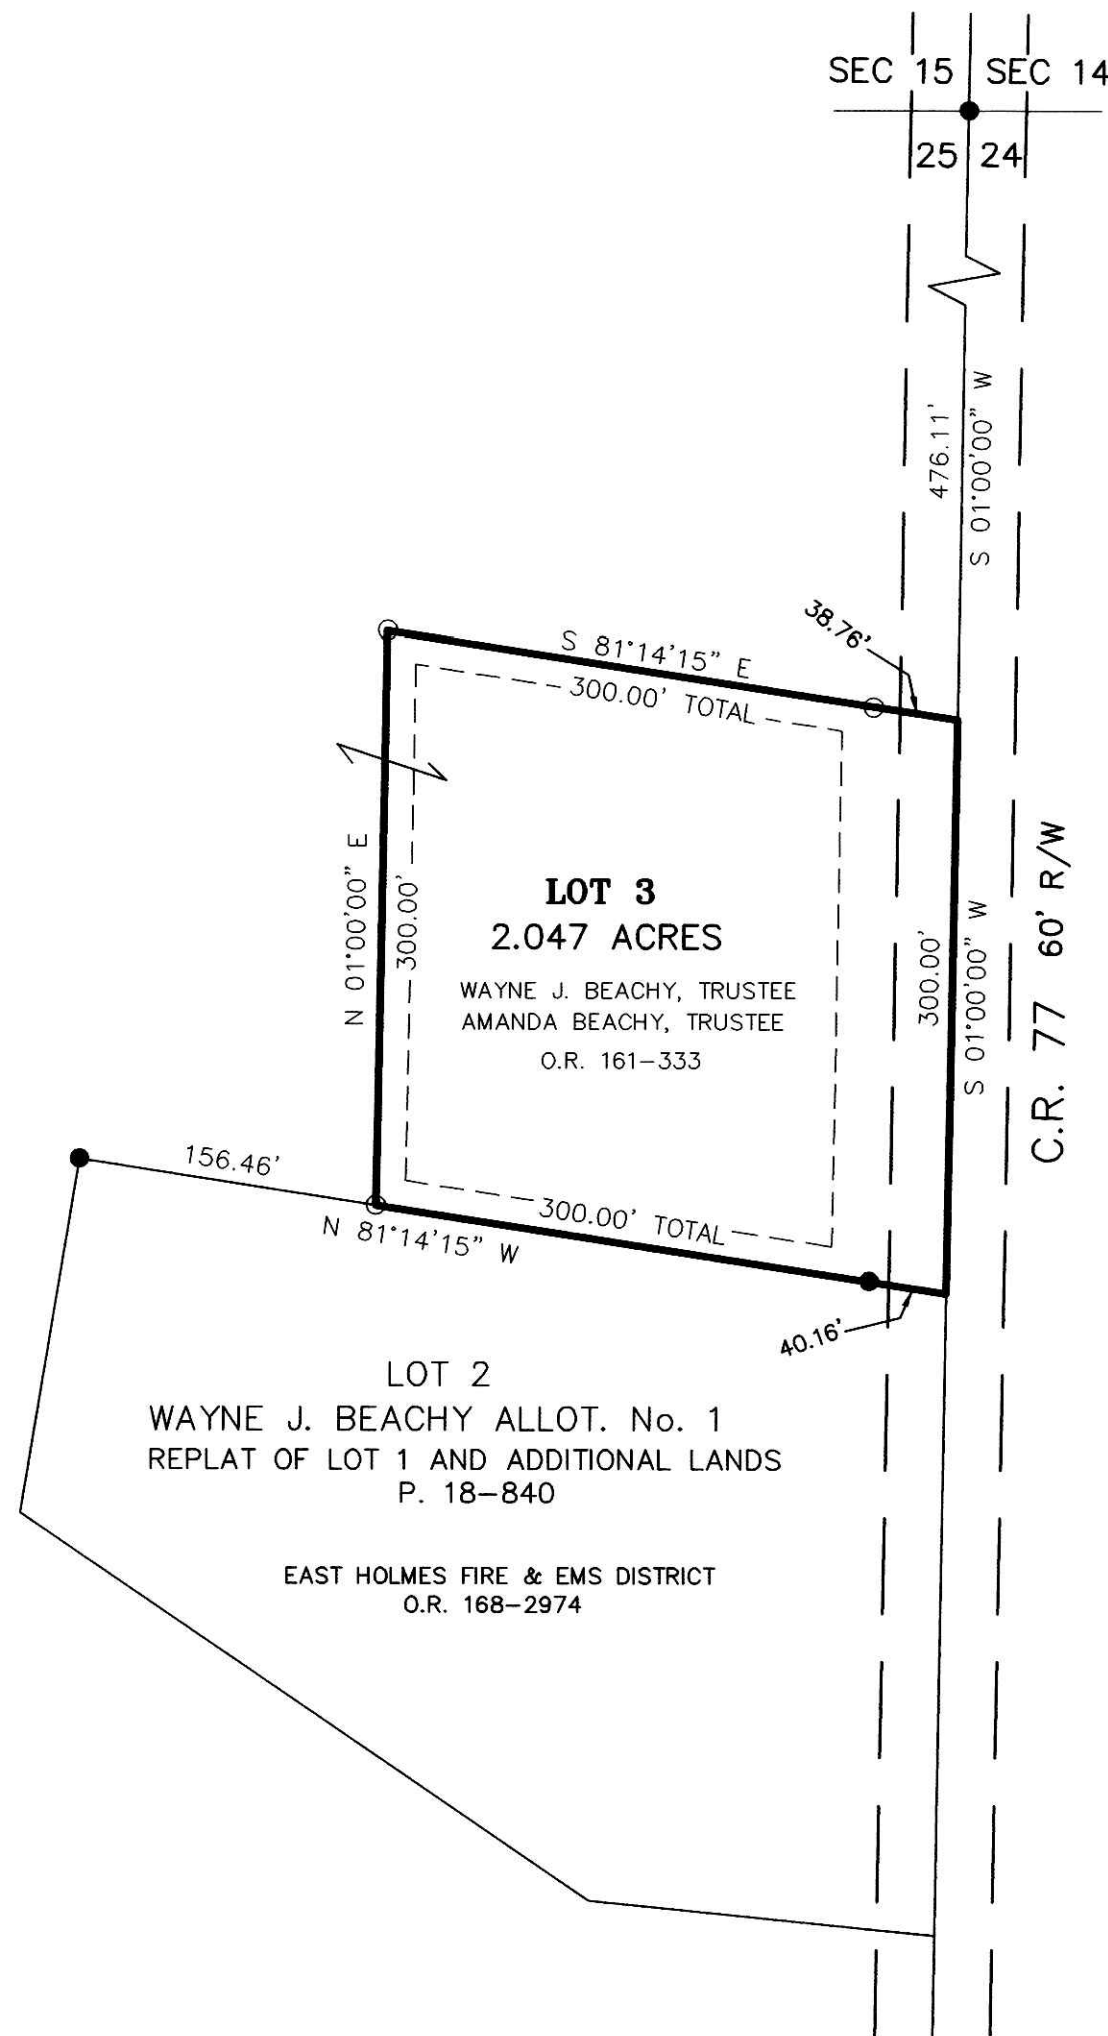 SEC 15 SEC 14
25 24
476.11'
S 01°00'00" W
38.76'
S 81°14'15" E
300.00' TOTAL
N 01°00'00" E
300.00'
LOT 3
2.047 ACRES
WAYNE J. BEACHY, TRUSTEE
AMANDA BEACHY, TRUSTEE
O.R. 161-333
300.00'
S 01°00'00" W
C.R. 77 60' R/W
156.46'
300.00' TOTAL
N 81°14'15" W
40.16'
LOT 2
WAYNE J. BEACHY ALLOT. No. 1
REPLAT OF LOT 1 AND ADDITIONAL LANDS
P. 18-840
EAST HOLMES FIRE & EMS DISTRICT
O.R. 168-2974